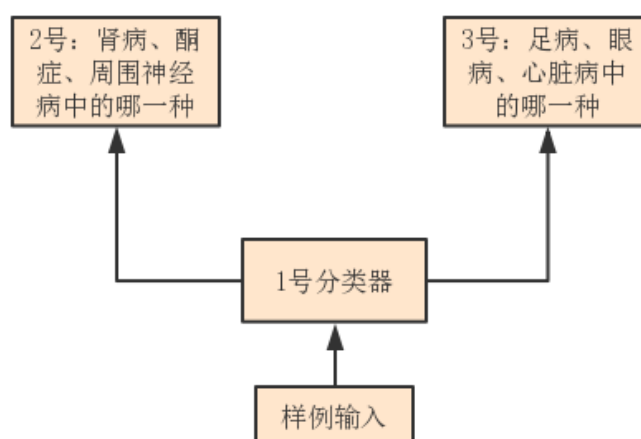 2号：肾病、酮
症、周围神经
病中的哪一种
3号：足病、眼
病、心脏病中
的哪一种
1号分类器
样例输入